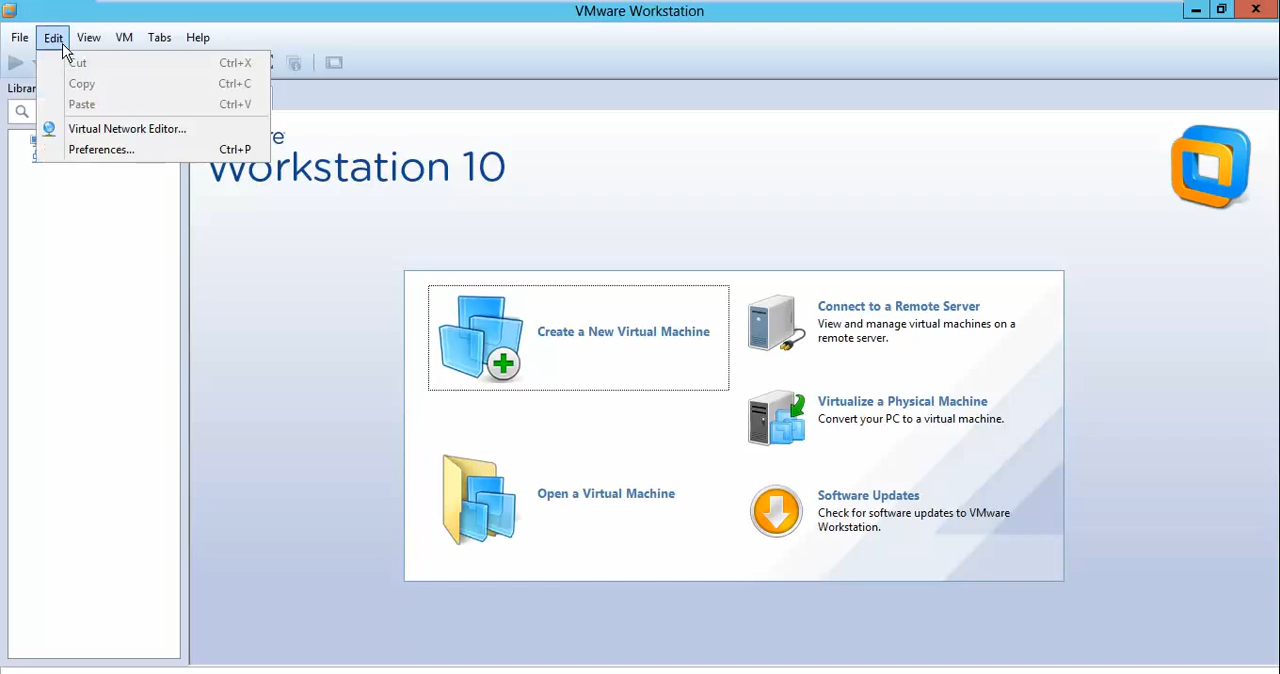 VMware Workstation
File Edit View VM Tabs Help
Cut Ctrl+X
Copy Ctrl+C
Paste Ctrl+V
Virtual Network Editor...
Preferences... Ctrl+P
Workstation 10
Create a New Virtual Machine
Open a Virtual Machine
Connect to a Remote Server
View and manage virtual machines on a
remote server.
Virtualize a Physical Machine
Convert your PC to a virtual machine.
Software Updates
Check for software updates to VMware
Workstation.